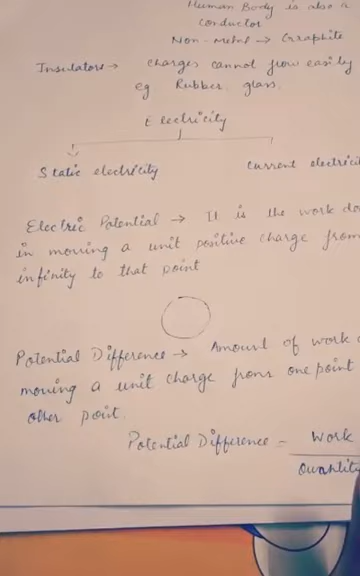 Human Body is also a
conductor
Non-Metal → Graphite
Insulators → charges cannot flow easily
eg Rubber, glass.
Electricity
Static electricity current electrici
Electric Potential → It is the work do
in moving a unit positive charge from
infinity to that point
Potential Difference → Amount of work
moving a unit charge from one point
other point.
Potential Difference = Work
Quantity